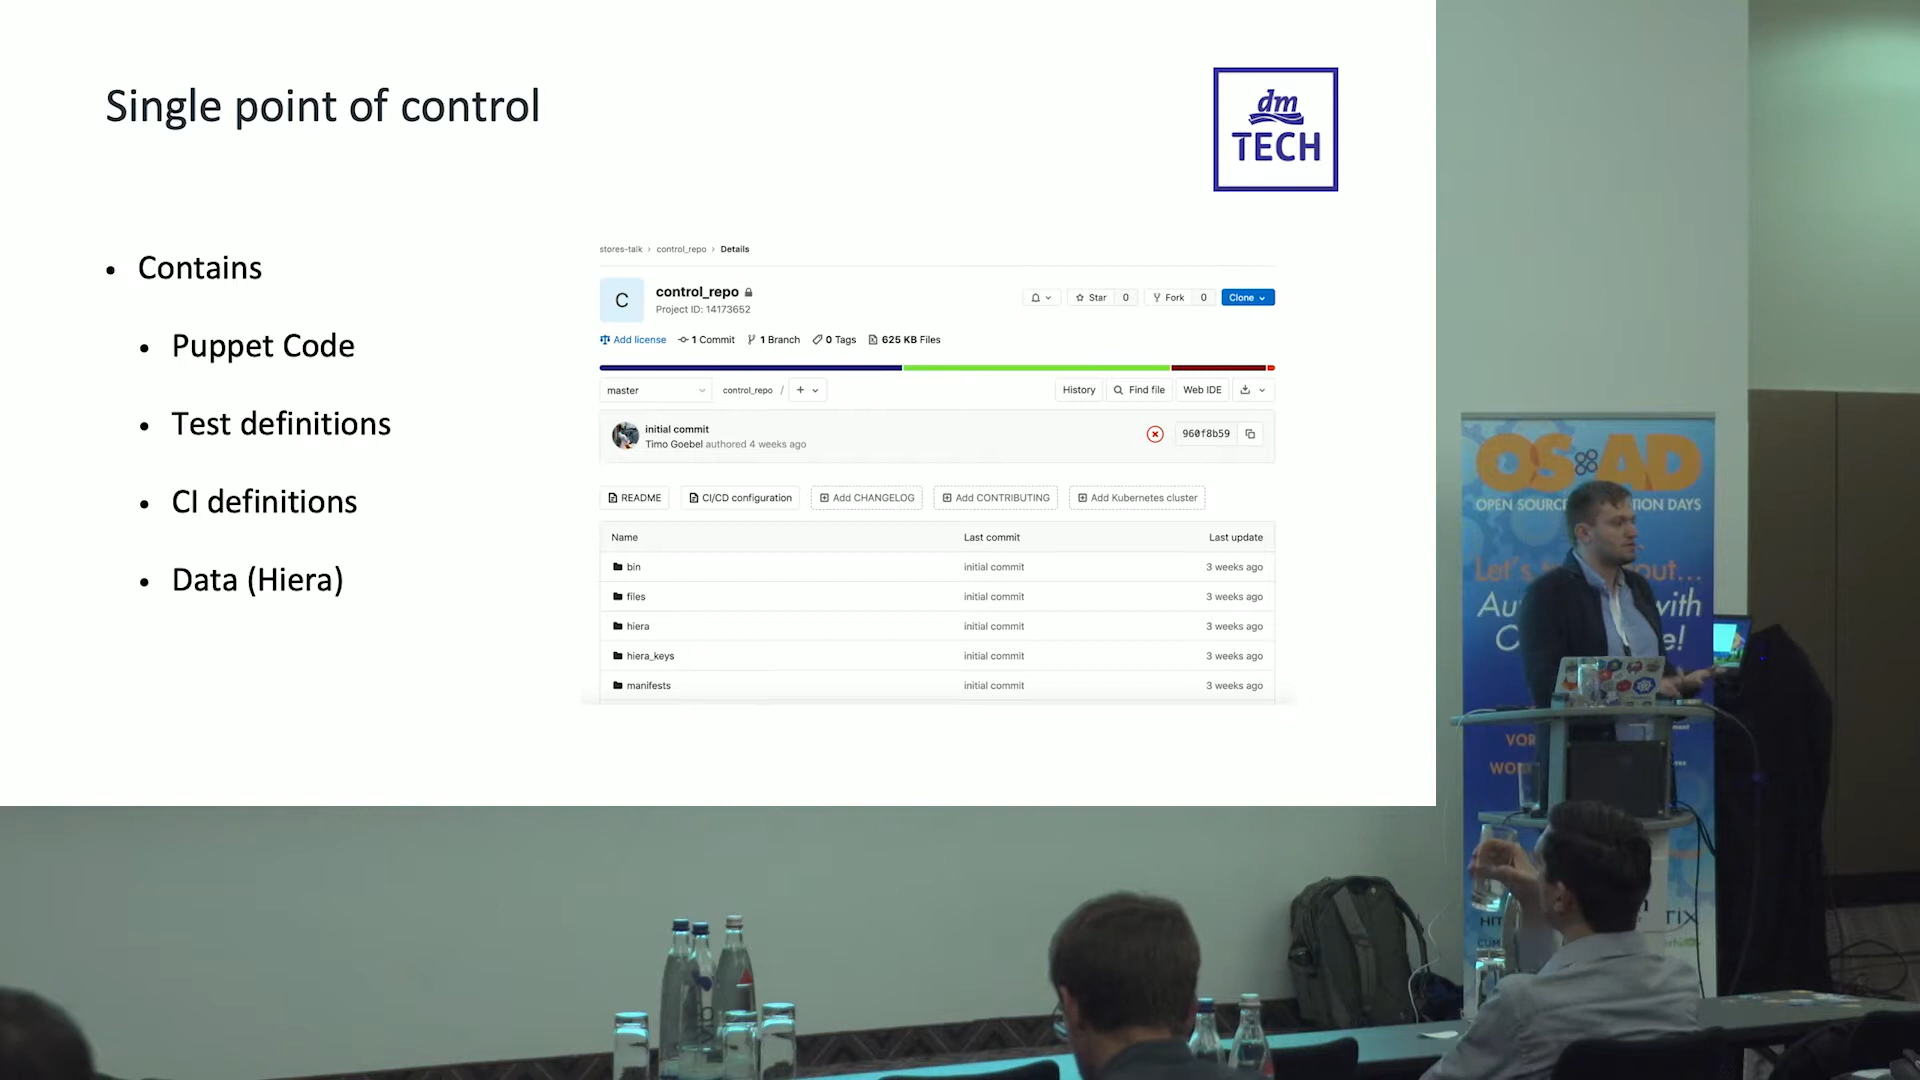 Single point of control
dm
TECH
Contains
Puppet Code
Test definitions
CI definitions
Data (Hiera)
stores-talk › control_repo › Details
C
control_repo
Project ID: 14173652
Star 0
Fork 0
Clone
Add license
1 Commit
1 Branch
0 Tags
625 KB Files
master
control_repo / +
History
Find file
Web IDE
initial commit
Timo Goebel authored 4 weeks ago
960f8b59
README
CI/CD configuration
Add CHANGELOG
Add CONTRIBUTING
Add Kubernetes cluster
Name Last commit Last update
bin initial commit 3 weeks ago
files initial commit 3 weeks ago
hiera initial commit 3 weeks ago
hiera_keys initial commit 3 weeks ago
manifests initial commit 3 weeks ago
OSAD
OPEN DAYS
Let's